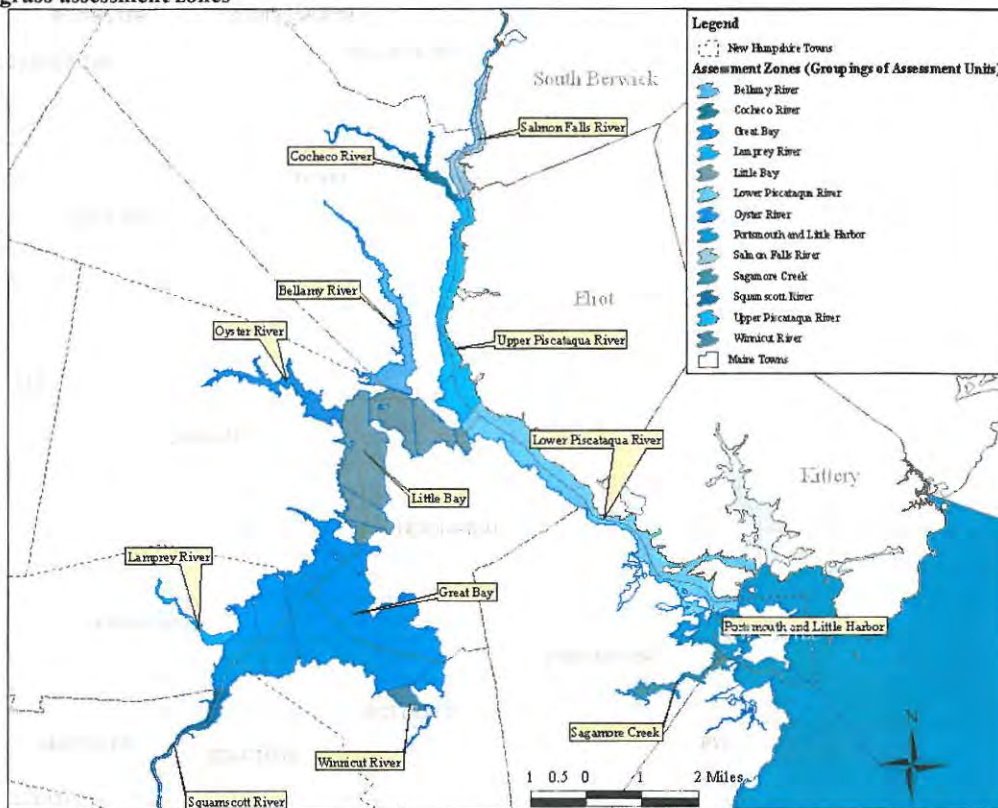 grass assessment zones
Legend
New Hampshire Towns
Assessment Zones (Groupings of Assessment Units)
Bellamy River
Cocheco River
Great Bay
Lamprey River
Little Bay
Lower Piscataqua River
Oyster River
Portsmouth and Little Harbor
Salmon Falls River
Sagamore Creek
Squamscott River
Upper Piscataqua River
Winnicut River
Maine Towns
South Berwick
Salmon Falls River
Cocheco River
Bellamy River
Eliot
Oyster River
Upper Piscataqua River
Lower Piscataqua River
Kittery
Little Bay
Lamprey River
Great Bay
Portsmouth and Little Harbor
Sagamore Creek
Winnicut River
Squamscott River
N
1 0.5 0 1 2 Miles